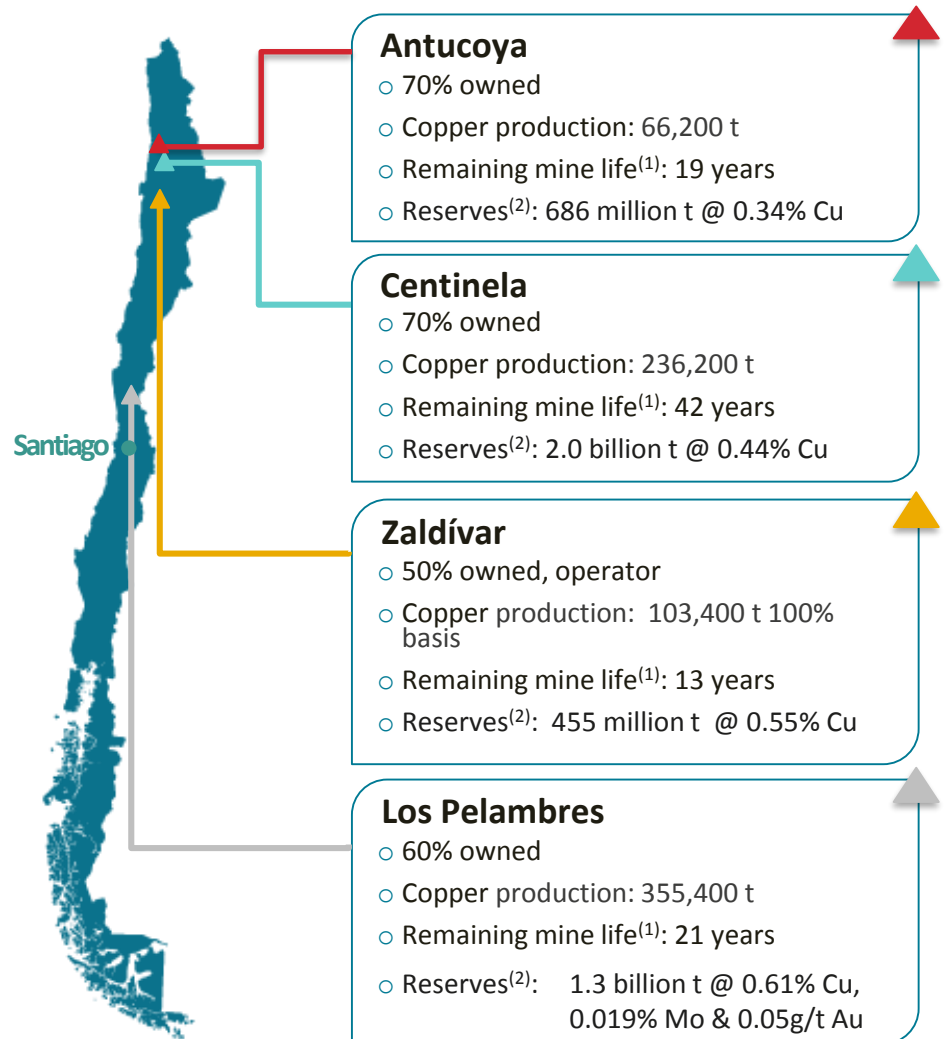 Antucoya
○ 70% owned
○ Copper production: 66,200 t
○ Remaining mine life(1): 19 years
○ Reserves(2): 686 million t @ 0.34% Cu
Centinela
○ 70% owned
○ Copper production: 236,200 t
○ Remaining mine life(1): 42 years
○ Reserves(2): 2.0 billion t @ 0.44% Cu
Santiago
Zaldívar
○ 50% owned, operator
○ Copper production: 103,400 t 100%
basis
○ Remaining mine life(1): 13 years
○ Reserves(2): 455 million t @ 0.55% Cu
Los Pelambres
○ 60% owned
○ Copper production: 355,400 t
○ Remaining mine life(1): 21 years
○ Reserves(2): 1.3 billion t @ 0.61% Cu,
0.019% Mo & 0.05g/t Au